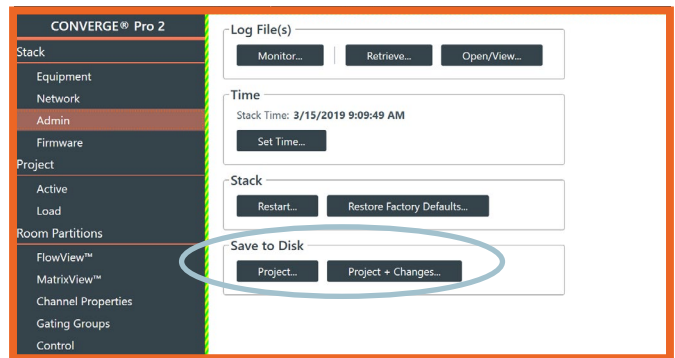 CONVERGE® Pro 2
Stack
Equipment
Network
Admin
Firmware
Project
Active
Load
Room Partitions
FlowView™
MatrixView™
Channel Properties
Gating Groups
Control
Log File(s)
Monitor... Retrieve... Open/View...
Time
Stack Time: 3/15/2019 9:09:49 AM
Set Time...
Stack
Restart... Restore Factory Defaults...
Save to Disk
Project... Project + Changes...